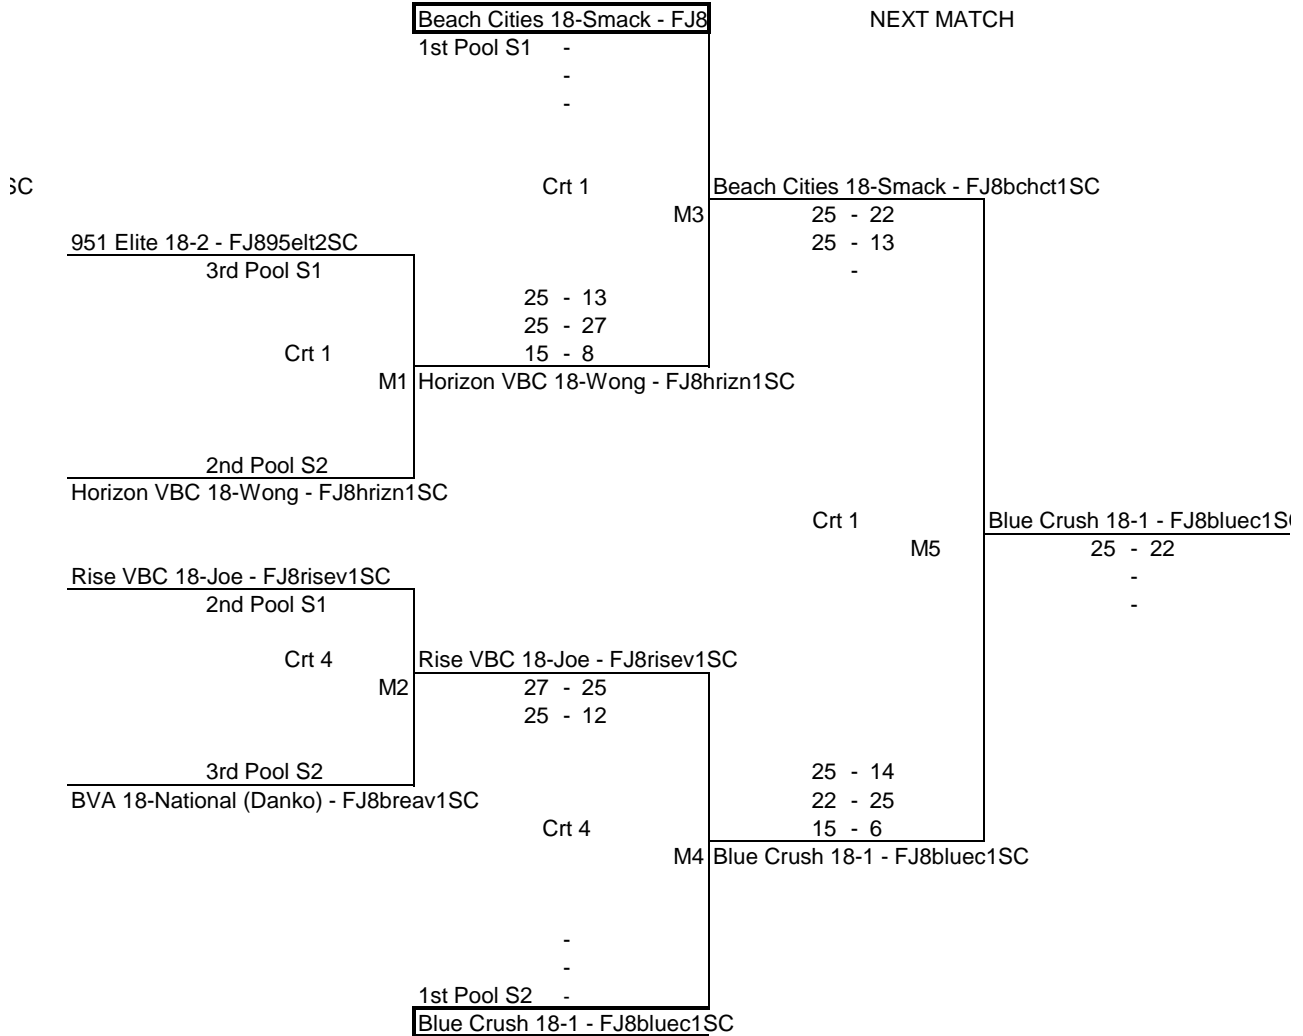 Beach Cities 18-Smack - FJ8 NEXT MATCH
1st Pool S1 -
-
-
SC Crt 1 Beach Cities 18-Smack - FJ8bchct1SC
M3 25 - 22
951 Elite 18-2 - FJ895elt2SC 25 - 13
3rd Pool S1 -
25 - 13
25 - 27
Crt 1 15 - 8
M1 Horizon VBC 18-Wong - FJ8hrizn1SC
2nd Pool S2
Horizon VBC 18-Wong - FJ8hrizn1SC
Crt 1 Blue Crush 18-1 - FJ8bluec1S
M5 25 - 22
Rise VBC 18-Joe - FJ8risev1SC -
2nd Pool S1 -
Crt 4 Rise VBC 18-Joe - FJ8risev1SC
M2 27 - 25
25 - 12
3rd Pool S2 25 - 14
BVA 18-National (Danko) - FJ8breav1SC 22 - 25
Crt 4 15 - 6
M4 Blue Crush 18-1 - FJ8bluec1SC
-
-
1st Pool S2 -
Blue Crush 18-1 - FJ8bluec1SC